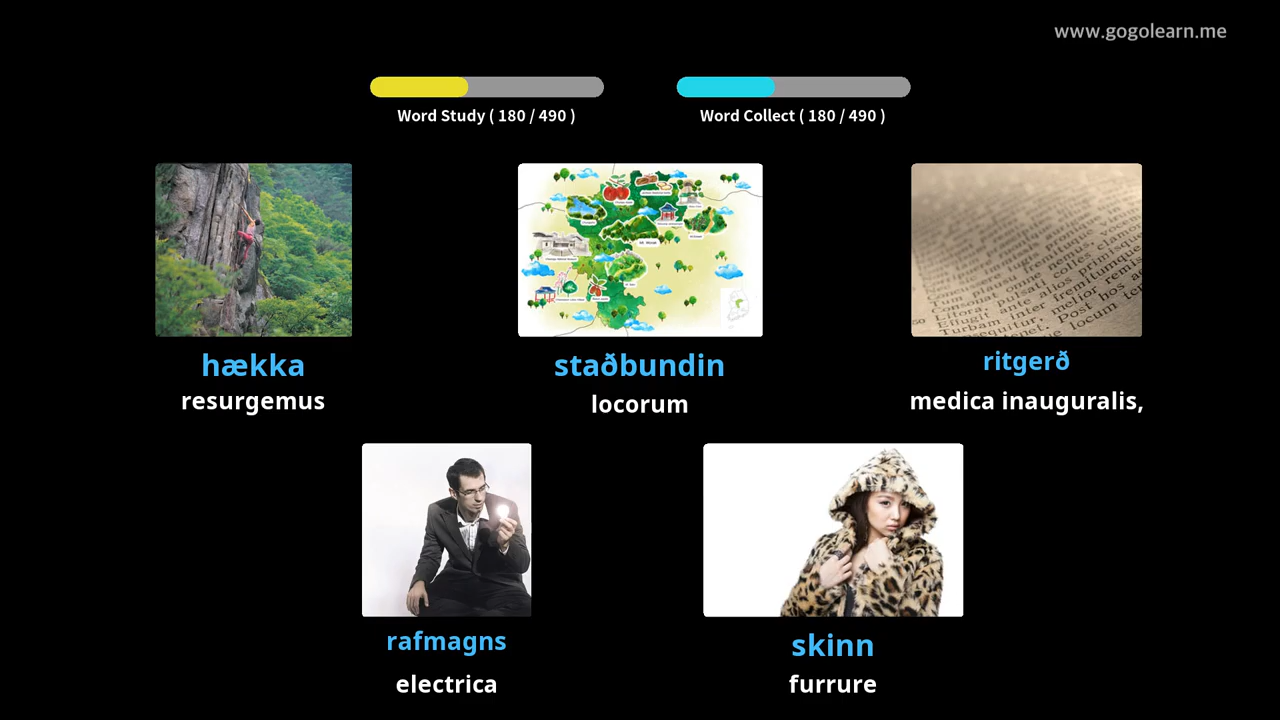 www.gogolearn.me
Word Study ( 180 / 490 )
Word Collect ( 180 / 490 )
hækka
resurgemus
staðbundin
locorum
ritgerð
medica inauguralis,
rafmagns
electrica
skinn
furrure